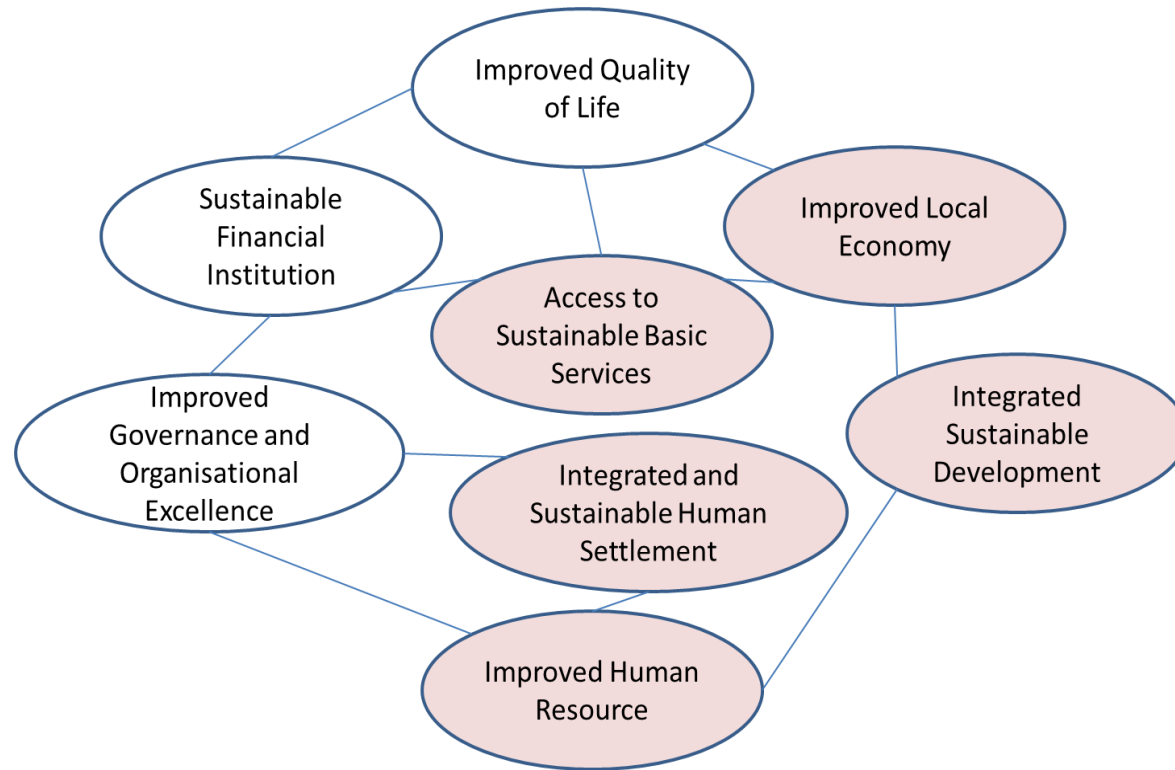 Improved Quality
of Life
Sustainable
Financial
Institution
Improved Local
Economy
Access to
Sustainable Basic
Services
Improved
Governance and
Organisational
Excellence
Integrated
Sustainable
Development
Integrated and
Sustainable Human
Settlement
Improved Human
Resource